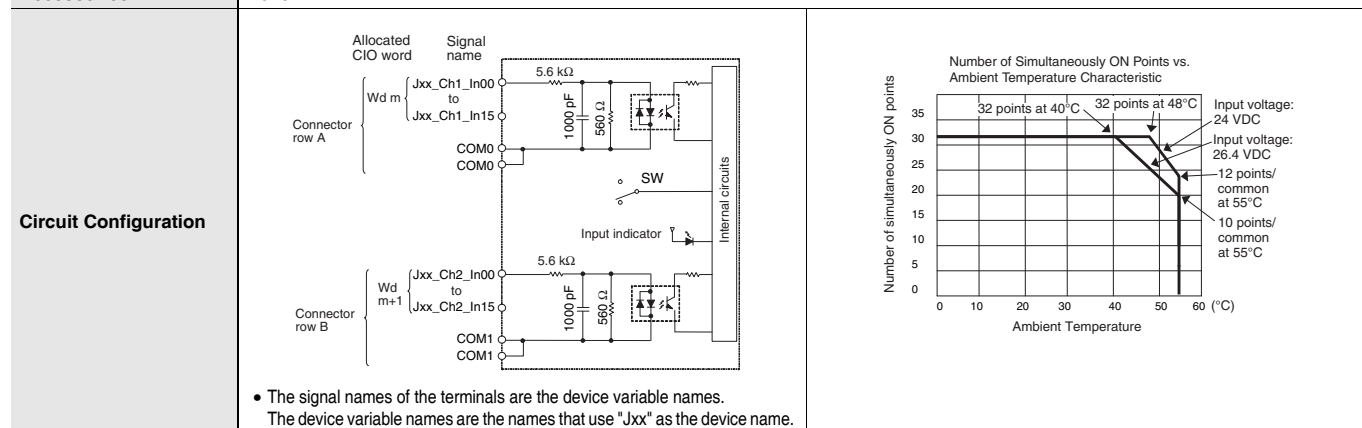 Circuit Configuration
Allocated
CIO word
Signal
name
Connector
row A
Wd m
Jxx_Ch1_In00
to
Jxx_Ch1_In15
COM0
COM0
5.6 kΩ
1000 pF
560 Ω
SW
Input indicator
Internal circuits
Connector
row B
Wd
m+1
Jxx_Ch2_In00
to
Jxx_Ch2_In15
COM1
COM1
5.6 kΩ
1000 pF
560 Ω
• The signal names of the terminals are the device variable names.
The device variable names are the names that use "Jxx" as the device name.
Number of Simultaneously ON Points vs.
Ambient Temperature Characteristic
Number of simultaneously ON points
35
30
25
20
15
10
5
0
32 points at 40°C
32 points at 48°C
Input voltage:
24 VDC
Input voltage:
26.4 VDC
12 points/
common
at 55°C
10 points/
common
at 55°C
0 10 20 30 40 50 60 (°C)
Ambient Temperature